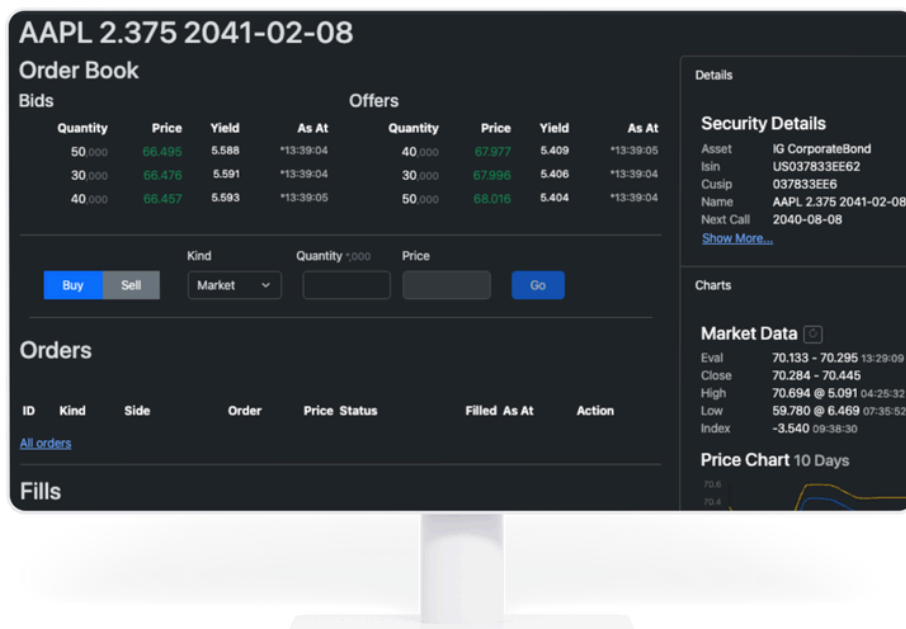 AAPL 2.375 2041-02-08
Order Book
Bids
Quantity Price Yield As At
50,000 66.495 5.588 *13:39:04
30,000 66.476 5.591 *13:39:04
40,000 66.457 5.593 *13:39:05
Offers
Quantity Price Yield As At
40,000 67.977 5.409 *13:39:05
30,000 67.996 5.406 *13:39:04
50,000 68.016 5.404 *13:39:04
Kind Quantity *,000 Price
Buy Sell Market Go
Orders
ID Kind Side Order Price Status Filled As At Action
All orders
Fills
Details
Security Details
Asset IG CorporateBond
Isin US037833EE62
Cusip 037833EE6
Name AAPL 2.375 2041-02-08
Next Call 2040-08-08
Show More...
Charts
Market Data
Eval 70.133 - 70.295 13:29:09
Close 70.284 - 70.445
High 70.694 @ 5.091 04:25:32
Low 59.780 @ 6.469 07:35:52
Index -3.540 09:38:30
Price Chart 10 Days
70.6
70.4